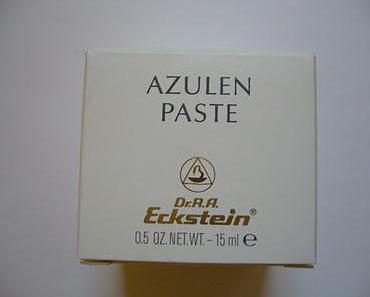 AZULEN
PASTE
Dr.R.A.
Eckstein®
0.5 OZ.NET.WT.– 15 ml ℮